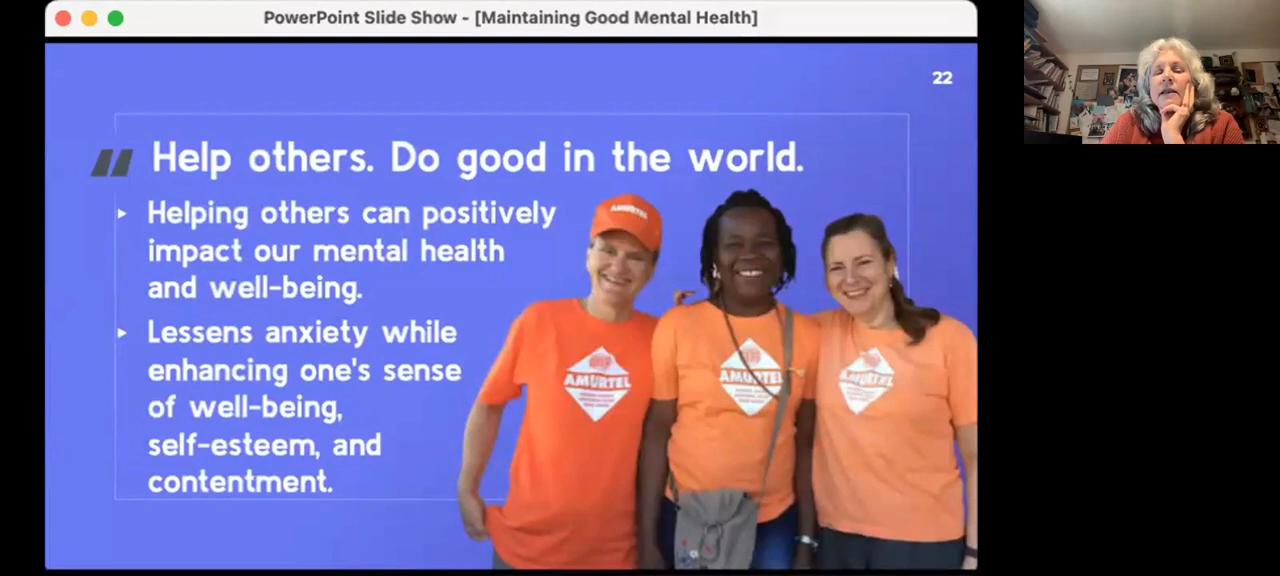 PowerPoint Slide Show - [Maintaining Good Mental Health]
22
Help others. Do good in the world.
Helping others can positively
impact our mental health
and well-being.
Lessens anxiety while
enhancing one's sense
of well-being,
self-esteem, and
contentment.
AMURTEL
AMURTEL
AMURTEL
AMURTEL